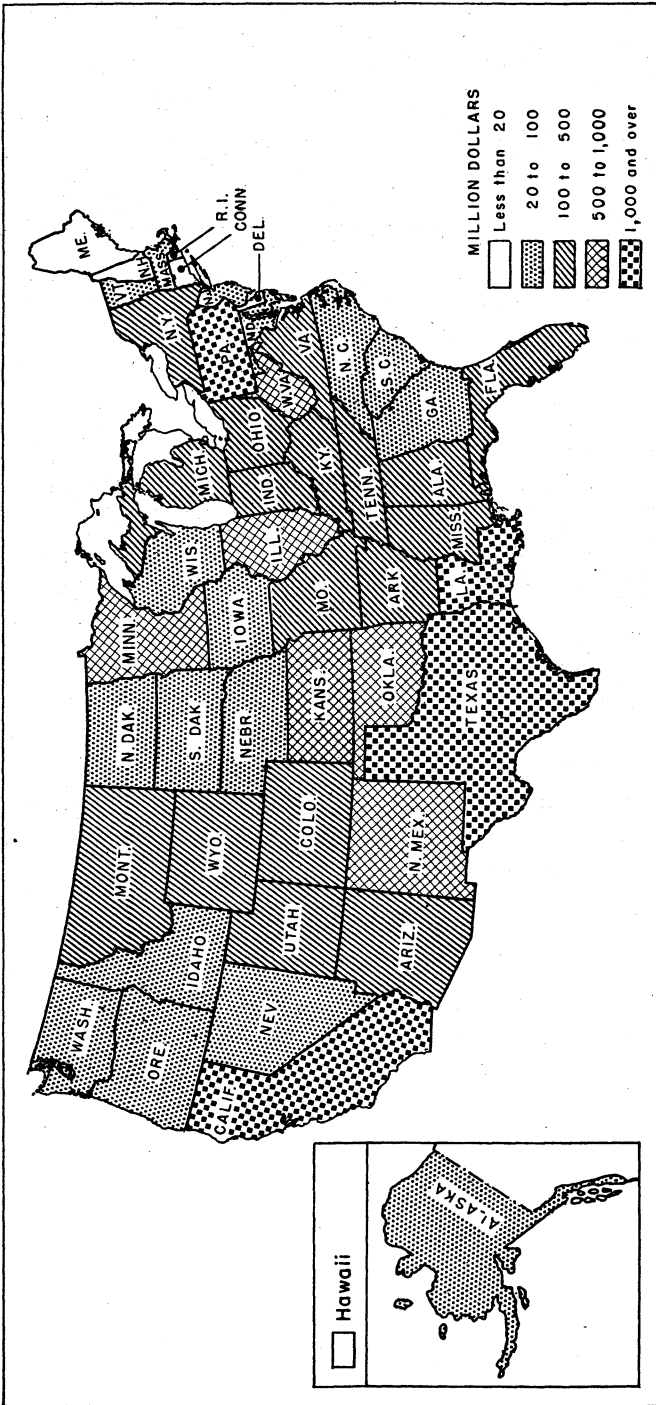 WASH.
ORE.
CALIF.
IDAHO
NEV
MONT.
WYO.
UTAH
COLO.
ARIZ.
N.MEX.
N. DAK.
S. DAK.
NEBR.
KANS.
OKLA.
TEXAS
MINN.
IOWA
MO.
ARK.
LA.
WIS.
ILL.
MICH.
IND.
OHIO
KY.
TENN.
MISS.
ALA.
GA.
FLA.
S.C.
N.C.
VA.
W.VA.
PA.
N.Y.
VT.
N.H.
ME.
MASS.
R.I.
CONN.
DEL.
MILLION DOLLARS
Less than 20
20 to 100
100 to 500
500 to 1,000
1,000 and over
Hawaii
ALASKA